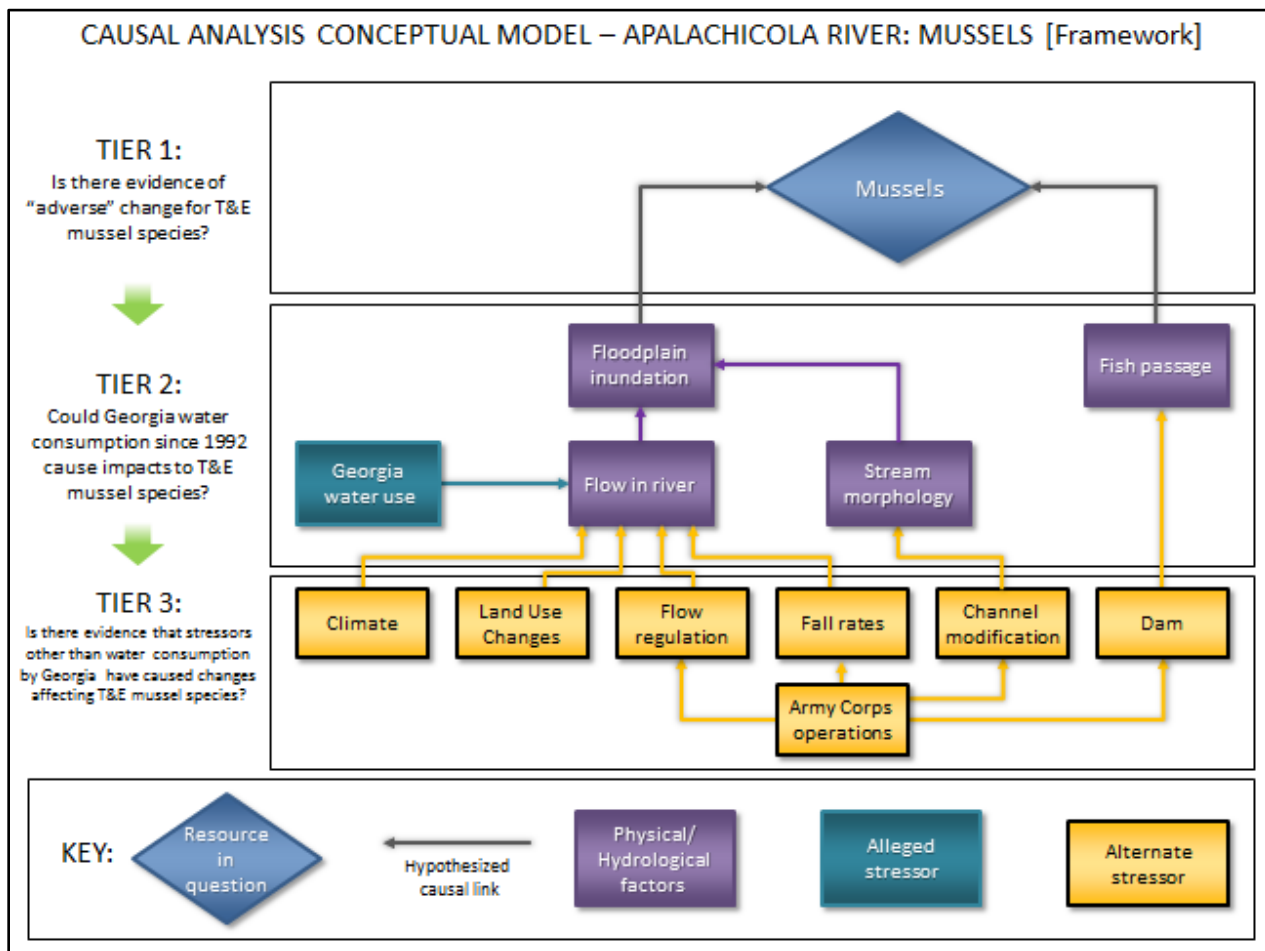 CAUSAL ANALYSIS CONCEPTUAL MODEL – APALACHICOLA RIVER: MUSSELS [Framework]
TIER 1:
Is there evidence of
“adverse” change for T&E
mussel species?
Mussels
TIER 2:
Could Georgia water
consumption since 1992
cause impacts to T&E
mussel species?
Floodplain
inundation
Fish passage
Georgia
water use
Flow in river
Stream
morphology
TIER 3:
Is there evidence that stressors
other than water consumption
by Georgia have caused changes
affecting T&E mussel species?
Climate
Land Use
Changes
Flow
regulation
Fall rates
Channel
modification
Dam
Army Corps
operations
KEY:
Resource
in
question
Hypothesized
causal link
Physical/
Hydrological
factors
Alleged
stressor
Alternate
stressor